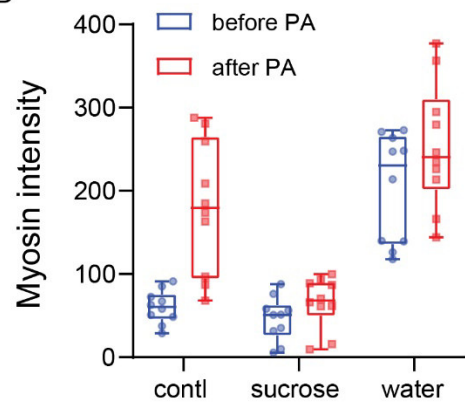 before PA
after PA
Myosin intensity
400
300
200
100
0
contl
sucrose
water